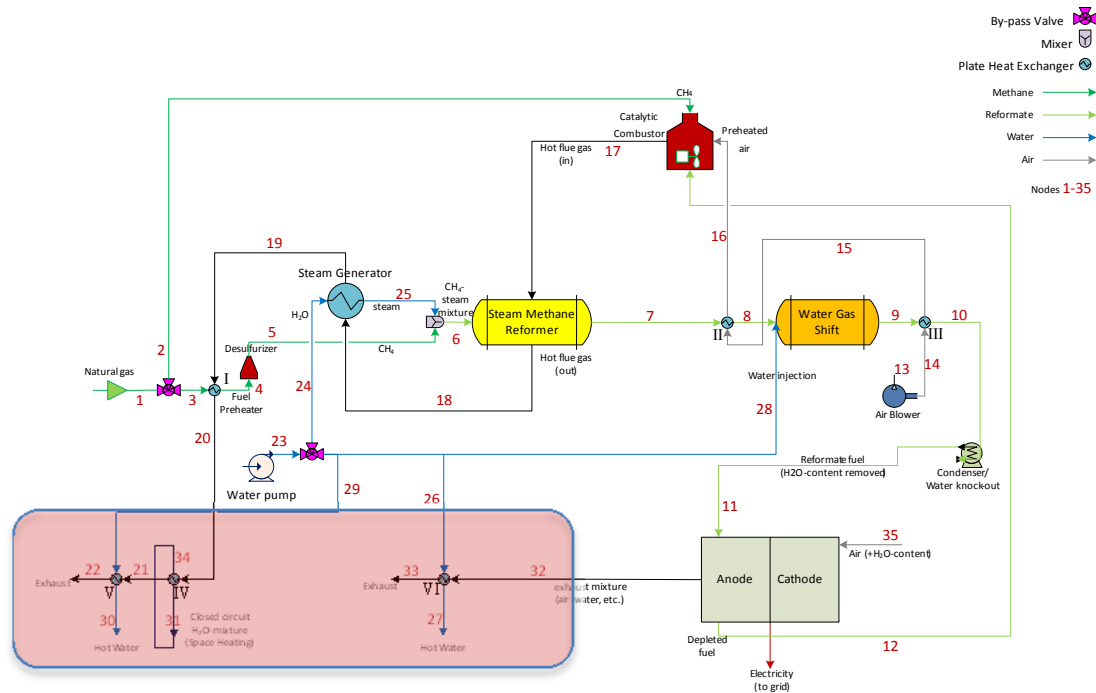 By-pass Valve
Mixer
Plate Heat Exchanger
Methane
Reformate
Water
Air
Nodes 1-35
CH₄
Catalytic
Combustor
Preheated
air
Hot flue gas
(in)
17
16
15
19
Steam Generator
25
steam
CH₄-
steam
mixture
H₂O
Steam Methane
Reformer
7
II
8
Water Gas
Shift
9
III
10
5
Desulfurizer
CH₄
6
2
Natural gas
1
3
I
4
Fuel
Preheater
Hot flue gas
(out)
18
24
Water injection
28
13
14
Air Blower
20
23
Water pump
29
26
Reformate fuel
(H2O-content removed)
Condenser/
Water knockout
11
35
Air (+H₂O-content)
Anode
Cathode
Exhaust
22
21
34
V
IV
30
31
Hot Water
Closed circuit
H₂O-mixture
(Space Heating)
Exhaust
33
VI
32
exhaust mixture
(air, water, etc.)
27
Hot Water
Depleted
fuel
12
Electricity
(to grid)